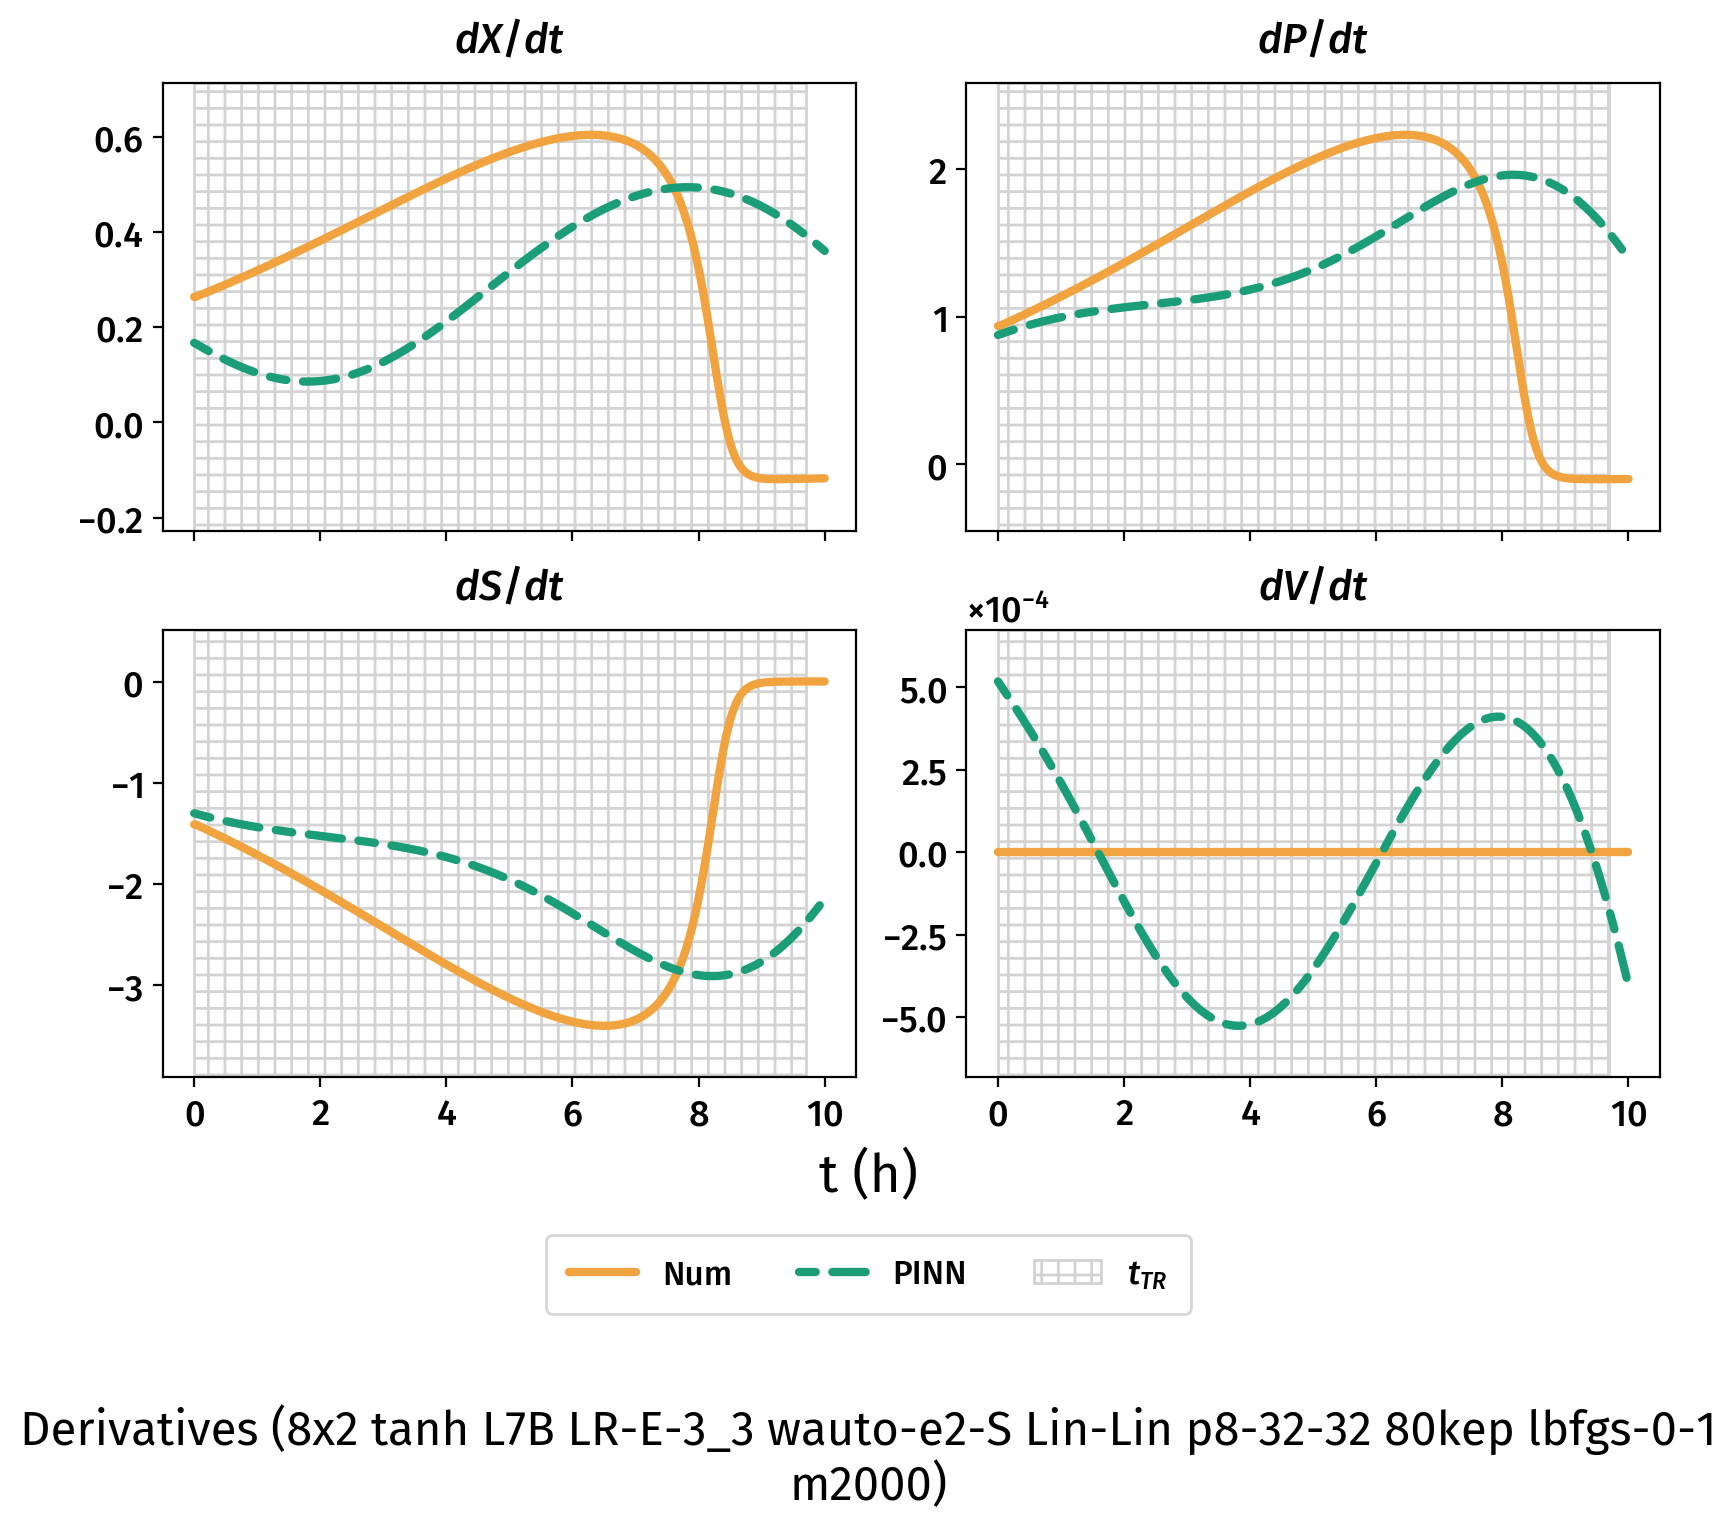 dX/dt
dP/dt
0.6
0.4
0.2
0.0
−0.2
2
1
0
dS/dt
dV/dt
×10⁻⁴
0
−1
−2
−3
5.0
2.5
0.0
−2.5
−5.0
0 2 4 6 8 10
0 2 4 6 8 10
t (h)
Num PINN t_TR
Derivatives (8x2 tanh L7B LR-E-3_3 wauto-e2-S Lin-Lin p8-32-32 80kep lbfgs-0-1
m2000)